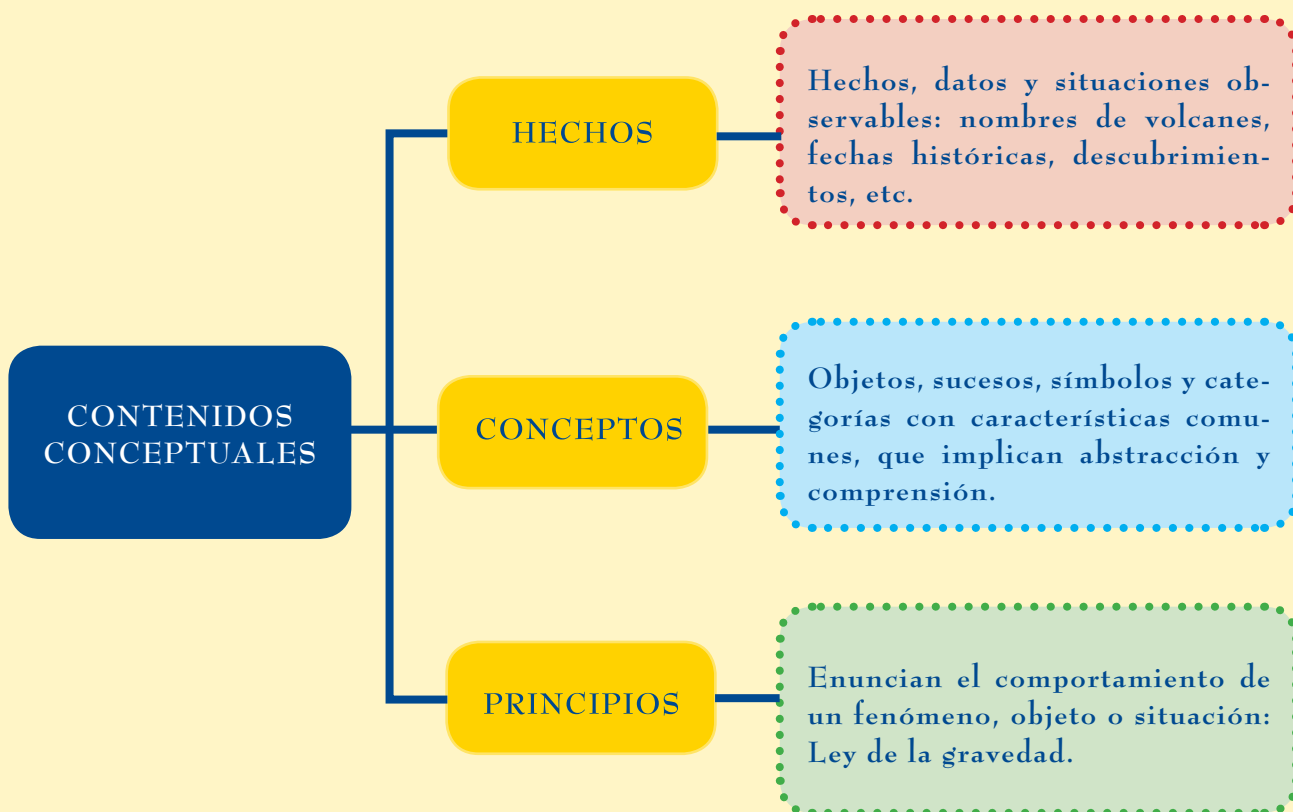 CONTENIDOS
CONCEPTUALES
HECHOS
Hechos, datos y situaciones ob-
servables: nombres de volcanes,
fechas históricas, descubrimien-
tos, etc.
CONCEPTOS
Objetos, sucesos, símbolos y cate-
gorías con características comu-
nes, que implican abstracción y
comprensión.
PRINCIPIOS
Enuncian el comportamiento de
un fenómeno, objeto o situación:
Ley de la gravedad.